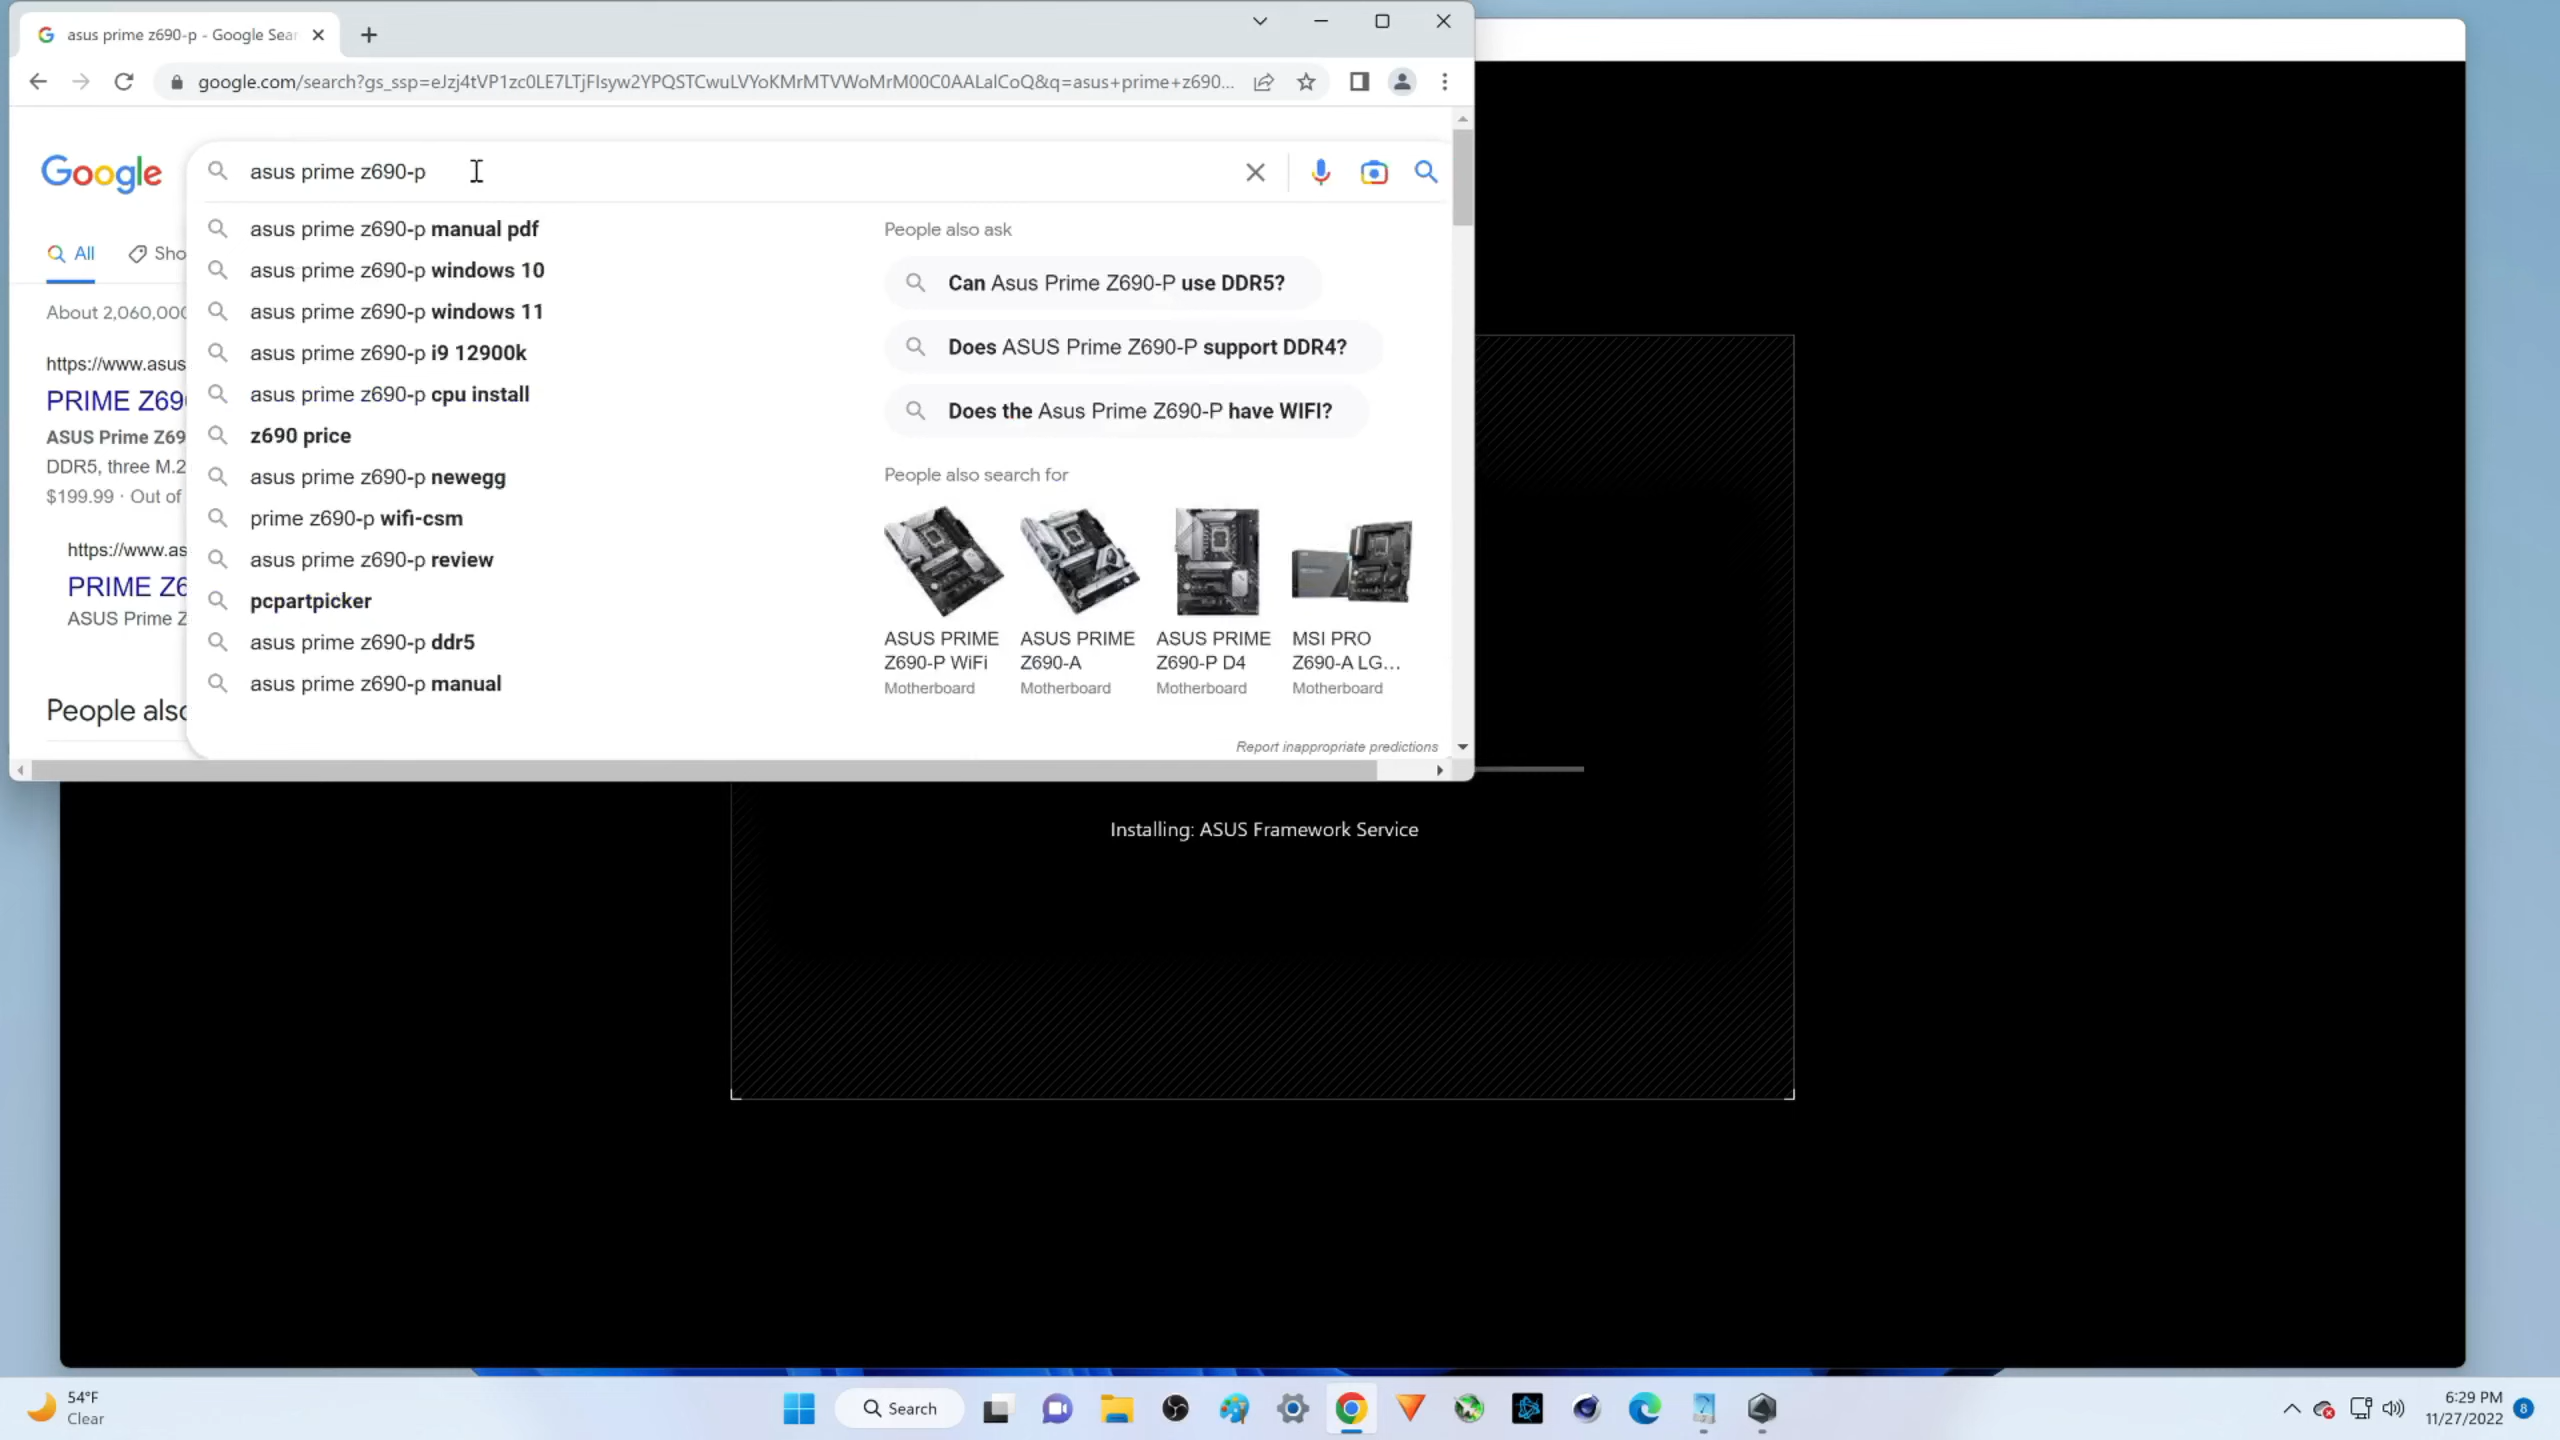 asus prime z690-p - Google Sear
google.com/search?gs_ssp=eJzj4tVP1zc0LE7LTjFIsyw2YPQSTCwuLVYoKMrMTVWoMrM00C0AALalCoQ&q=asus+prime+z690...
Google
asus prime z690-p
All
Sho
About 2,060,000
https://www.asus
PRIME Z69
ASUS Prime Z69
DDR5, three M.2
$199.99 · Out of
https://www.as
PRIME Z6
ASUS Prime Z
People also
asus prime z690-p manual pdf
asus prime z690-p windows 10
asus prime z690-p windows 11
asus prime z690-p i9 12900k
asus prime z690-p cpu install
z690 price
asus prime z690-p newegg
prime z690-p wifi-csm
asus prime z690-p review
pcpartpicker
asus prime z690-p ddr5
asus prime z690-p manual
People also ask
Can Asus Prime Z690-P use DDR5?
Does ASUS Prime Z690-P support DDR4?
Does the Asus Prime Z690-P have WIFI?
People also search for
ASUS PRIME
Z690-P WiFi
Motherboard
ASUS PRIME
Z690-A
Motherboard
ASUS PRIME
Z690-P D4
Motherboard
MSI PRO
Z690-A LG...
Motherboard
Report inappropriate predictions
Installing: ASUS Framework Service
54°F
Clear
Search
6:29 PM
11/27/2022
8